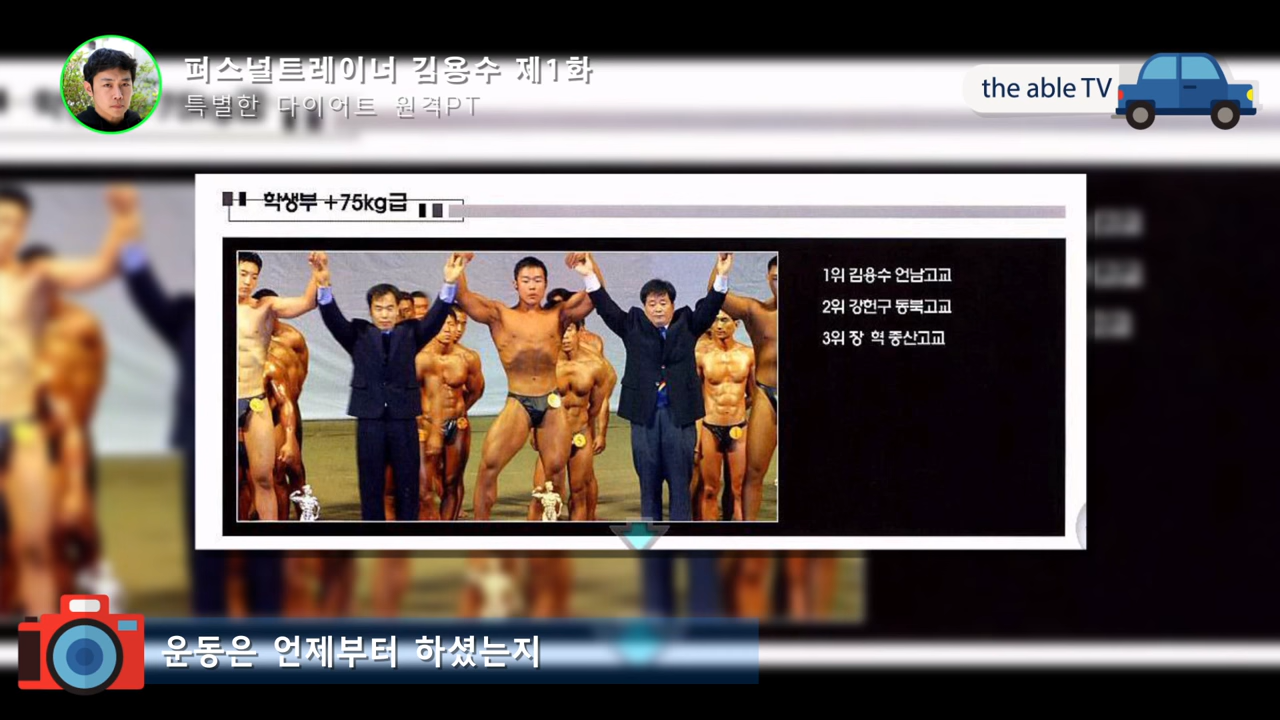 퍼스널트레이너 김용수 제1화
특별한 다이어트 원격PT
the able TV
학생부 +75kg급
1위 김용수 언남고교
2위 강헌구 동북고교
3위 장 혁 중산고교
운동은 언제부터 하셨는지